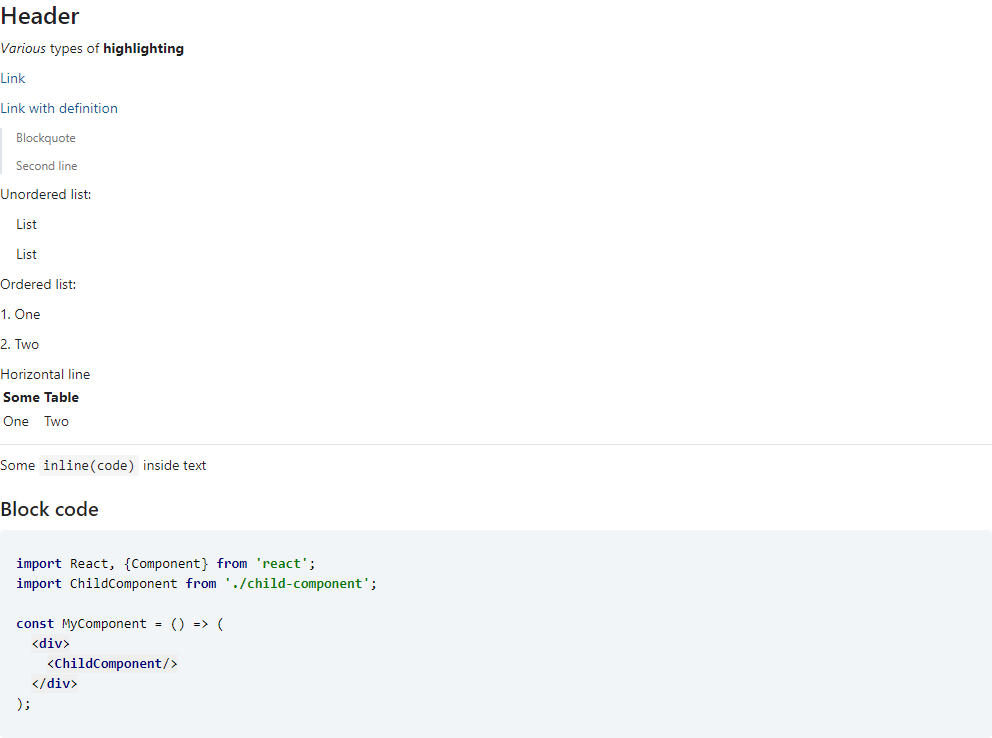 Header
Various types of highlighting
Link
Link with definition
Blockquote
Second line
Unordered list:
List
List
Ordered list:
1. One
2. Two
Horizontal line
Some Table
One Two
Some inline(code) inside text
Block code
import React, {Component} from 'react';
import ChildComponent from './child-component';
const MyComponent = () => (
<div>
<ChildComponent/>
</div>
);